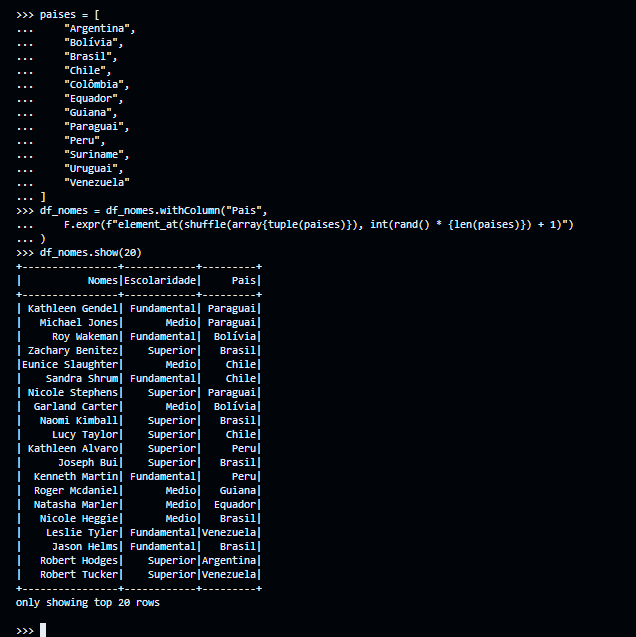 >>> paises = [
...     "Argentina",
...     "Bolívia",
...     "Brasil",
...     "Chile",
...     "Colômbia",
...     "Equador",
...     "Guiana",
...     "Paraguai",
...     "Peru",
...     "Suriname",
...     "Uruguai",
...     "Venezuela"
... ]
>>> df_nomes = df_nomes.withColumn("Pais",
...     F.expr(f"element_at(shuffle(array{tuple(paises)}), int(rand() * {len(paises)}) + 1)")
... )
>>> df_nomes.show(20)
+----------------+------------+---------+
|           Nomes|Escolaridade|     Pais|
+----------------+------------+---------+
| Kathleen Gendel| Fundamental| Paraguai|
|   Michael Jones|       Medio| Paraguai|
|     Roy Wakeman| Fundamental|  Bolívia|
| Zachary Benitez|    Superior|   Brasil|
|Eunice Slaughter|       Medio|    Chile|
|    Sandra Shrum| Fundamental|    Chile|
| Nicole Stephens|    Superior| Paraguai|
|  Garland Carter|       Medio|  Bolívia|
|   Naomi Kimball|    Superior|   Brasil|
|     Lucy Taylor|    Superior|    Chile|
| Kathleen Alvaro|    Superior|     Peru|
|      Joseph Bui|    Superior|   Brasil|
|  Kenneth Martin| Fundamental|     Peru|
|  Roger Mcdaniel|       Medio|   Guiana|
|  Natasha Marler|       Medio|  Equador|
|   Nicole Heggie|       Medio|   Brasil|
|    Leslie Tyler| Fundamental|Venezuela|
|     Jason Helms| Fundamental|   Brasil|
|   Robert Hodges|    Superior|Argentina|
|   Robert Tucker|    Superior|Venezuela|
+----------------+------------+---------+
only showing top 20 rows
>>>